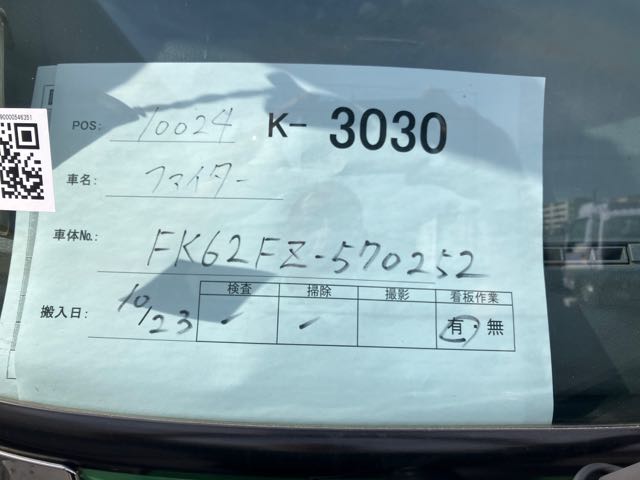 90000546351
POS: 10024 K- 3030
車名: ファイター
車体No.: FK62FZ-570252
搬入日: 10/23
検査 掃除 撮影 看板作業
✓ ✓ 有・無